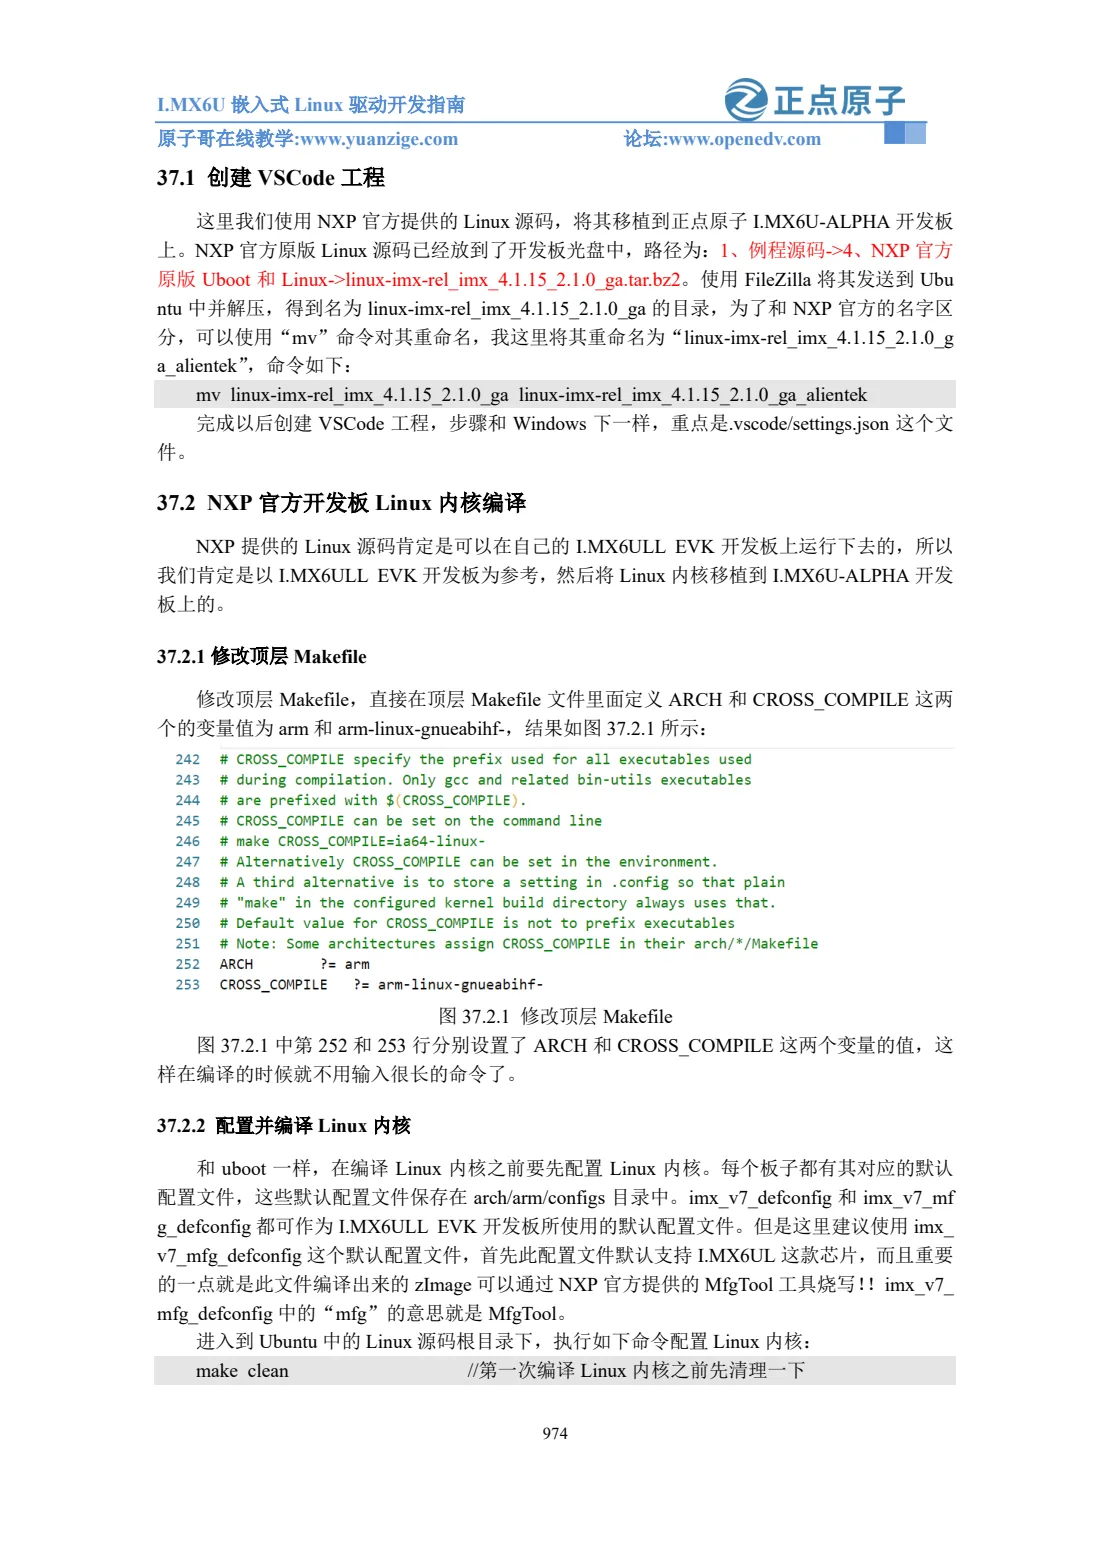 I.MX6U 嵌入式 Linux 驱动开发指南
正点原子
原子哥在线教学:www.yuanzige.com 论坛:www.openedv.com
37.1 创建 VSCode 工程
这里我们使用 NXP 官方提供的 Linux 源码，将其移植到正点原子 I.MX6U-ALPHA 开发板
上。NXP 官方原版 Linux 源码已经放到了开发板光盘中，路径为：1、例程源码->4、NXP 官方
原版 Uboot 和 Linux->linux-imx-rel_imx_4.1.15_2.1.0_ga.tar.bz2。使用 FileZilla 将其发送到 Ubu
ntu 中并解压，得到名为 linux-imx-rel_imx_4.1.15_2.1.0_ga 的目录，为了和 NXP 官方的名字区
分，可以使用“mv”命令对其重命名，我这里将其重命名为“linux-imx-rel_imx_4.1.15_2.1.0_g
a_alientek”，命令如下：
mv linux-imx-rel_imx_4.1.15_2.1.0_ga linux-imx-rel_imx_4.1.15_2.1.0_ga_alientek
完成以后创建 VSCode 工程，步骤和 Windows 下一样，重点是.vscode/settings.json 这个文
件。
37.2 NXP 官方开发板 Linux 内核编译
NXP 提供的 Linux 源码肯定是可以在自己的 I.MX6ULL EVK 开发板上运行下去的，所以
我们肯定是以 I.MX6ULL EVK 开发板为参考，然后将 Linux 内核移植到 I.MX6U-ALPHA 开发
板上的。
37.2.1 修改顶层 Makefile
修改顶层 Makefile，直接在顶层 Makefile 文件里面定义 ARCH 和 CROSS_COMPILE 这两
个的变量值为 arm 和 arm-linux-gnueabihf-，结果如图 37.2.1 所示：
242 # CROSS_COMPILE specify the prefix used for all executables used
243 # during compilation. Only gcc and related bin-utils executables
244 # are prefixed with $(CROSS_COMPILE).
245 # CROSS_COMPILE can be set on the command line
246 # make CROSS_COMPILE=ia64-linux-
247 # Alternatively CROSS_COMPILE can be set in the environment.
248 # A third alternative is to store a setting in .config so that plain
249 # "make" in the configured kernel build directory always uses that.
250 # Default value for CROSS_COMPILE is not to prefix executables
251 # Note: Some architectures assign CROSS_COMPILE in their arch/*/Makefile
252 ARCH ?= arm
253 CROSS_COMPILE ?= arm-linux-gnueabihf-
图 37.2.1 修改顶层 Makefile
图 37.2.1 中第 252 和 253 行分别设置了 ARCH 和 CROSS_COMPILE 这两个变量的值，这
样在编译的时候就不用输入很长的命令了。
37.2.2 配置并编译 Linux 内核
和 uboot 一样，在编译 Linux 内核之前要先配置 Linux 内核。每个板子都有其对应的默认
配置文件，这些默认配置文件保存在 arch/arm/configs 目录中。imx_v7_defconfig 和 imx_v7_mf
g_defconfig 都可作为 I.MX6ULL EVK 开发板所使用的默认配置文件。但是这里建议使用 imx_
v7_mfg_defconfig 这个默认配置文件，首先此配置文件默认支持 I.MX6UL 这款芯片，而且重要
的一点就是此文件编译出来的 zImage 可以通过 NXP 官方提供的 MfgTool 工具烧写！！imx_v7_
mfg_defconfig 中的“mfg”的意思就是 MfgTool。
进入到 Ubuntu 中的 Linux 源码根目录下，执行如下命令配置 Linux 内核：
make clean //第一次编译 Linux 内核之前先清理一下
974